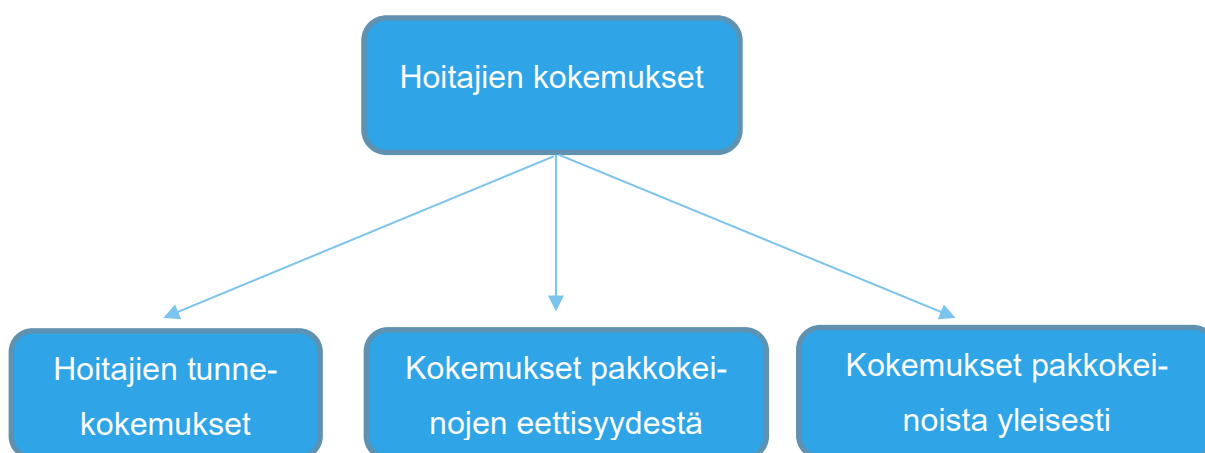 Hoitajien kokemukset
Hoitajien tunne-
kokemukset
Kokemukset pakkokei-
nojen eettisyydestä
Kokemukset pakkokei-
noista yleisesti